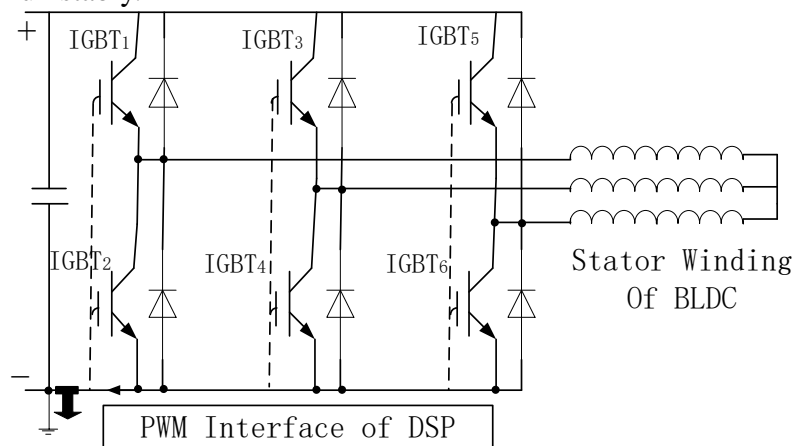 +
IGBT1
IGBT3
IGBT5
IGBT2
IGBT4
IGBT6
Stator Winding
Of BLDC
−
PWM Interface of DSP